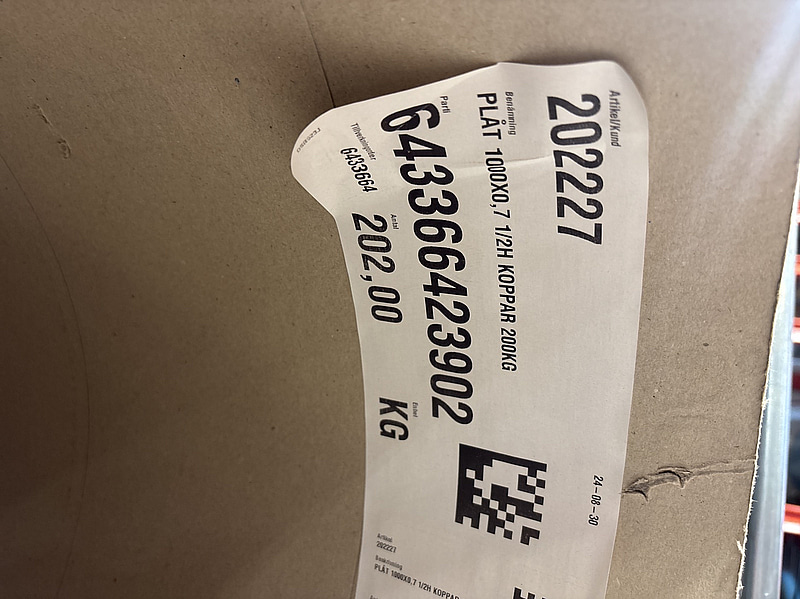 Artikel/Kund
202227
Benämning
PLÅT 1000X0,7 1/2H KOPPAR 200KG
Parti
643366423902
Tillverkningsorder
6433664
Antal
202,00
Enhet
KG
24-08-30
Artikel
202227
Benämning
PLÅT 1000X0,7 1/2H KOPPAR